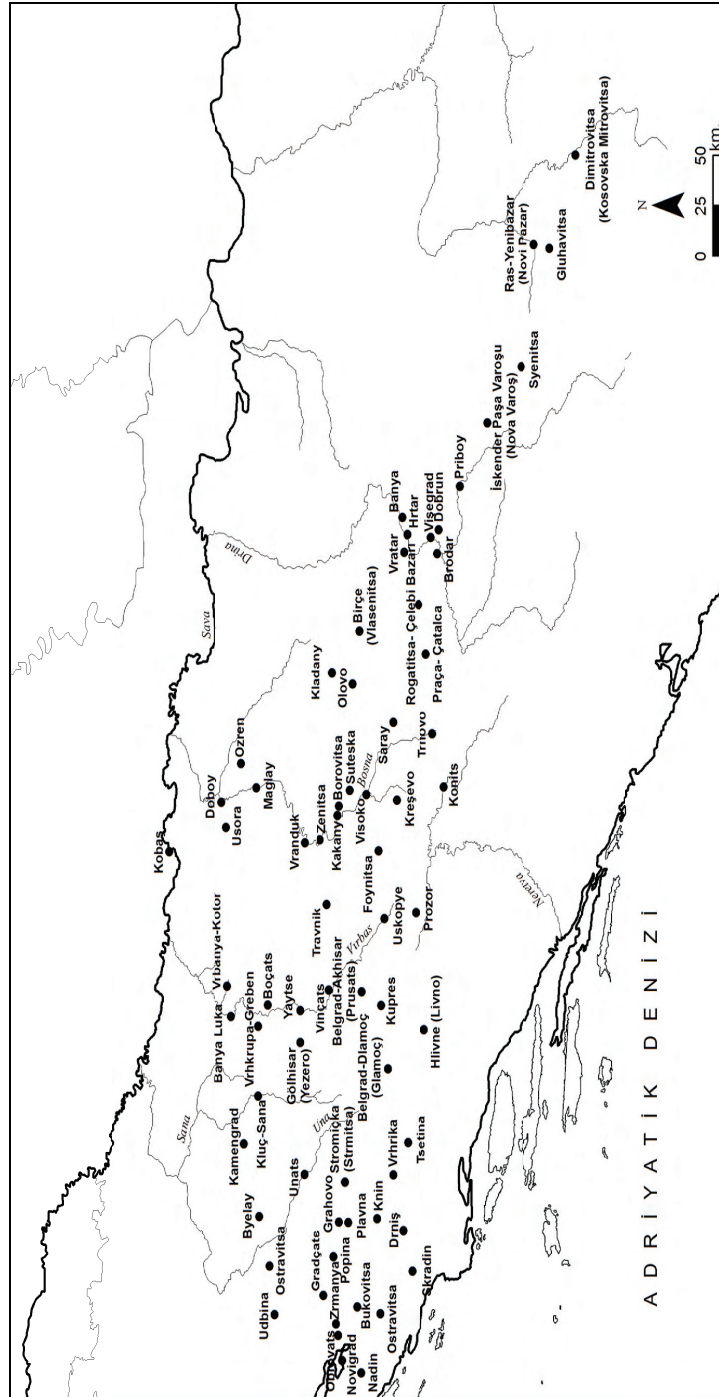 Kobaş
Doboy
Usora
Ozren
Maglay
Sava
Drina
Vrbanya-Kotor
Banya Luka
Vrhkrupa-Greben
Boçats
Yaytse
Gölhisar
(Yezero)
Sana
Kamengrad
Kluç-Sana
Una
Unats
Byelay
Ostravitsa
Udbina
Gradçate
Zrmanya
Popina
Grahovo
Stromiçka
(Strmitsa)
Plavna
Knin
Novigrad
Nadin
Bukovitsa
Ostravitsa
Drniş
Skradin
Vrhrika
Tsetina
Vinçats
Belgrad-Akhisar
(Prusats)
Belgrad-Dlamoç
(Glamoç)
Kupres
Hlivne (Livno)
Travnik
Vırbas
Uskopye
Prozor
Foynitsa
Vranduk
Zenitsa
Kakany
Borovitsa
Suteska
Visoko
Bosna
Kreşevo
Konits
Neretva
Saray
Trnovo
Kladany
Olovo
Birçe
(Vlasenitsa)
Rogatitsa- Çelebi Bazarı
Praça- Çatalca
Vratar
Banya
Hrtar
Vişegrad
Dobrun
Brodar
Priboy
İskender Paşa Varoşu
(Nova Varoş)
Syenitsa
Ras-Yenibazar
(Novi Pazar)
Gluhavitsa
Dimitrovitsa
(Kosovska Mitrovitsa)
N
0 25 50
km.
ADRİYATİK DENİZİ